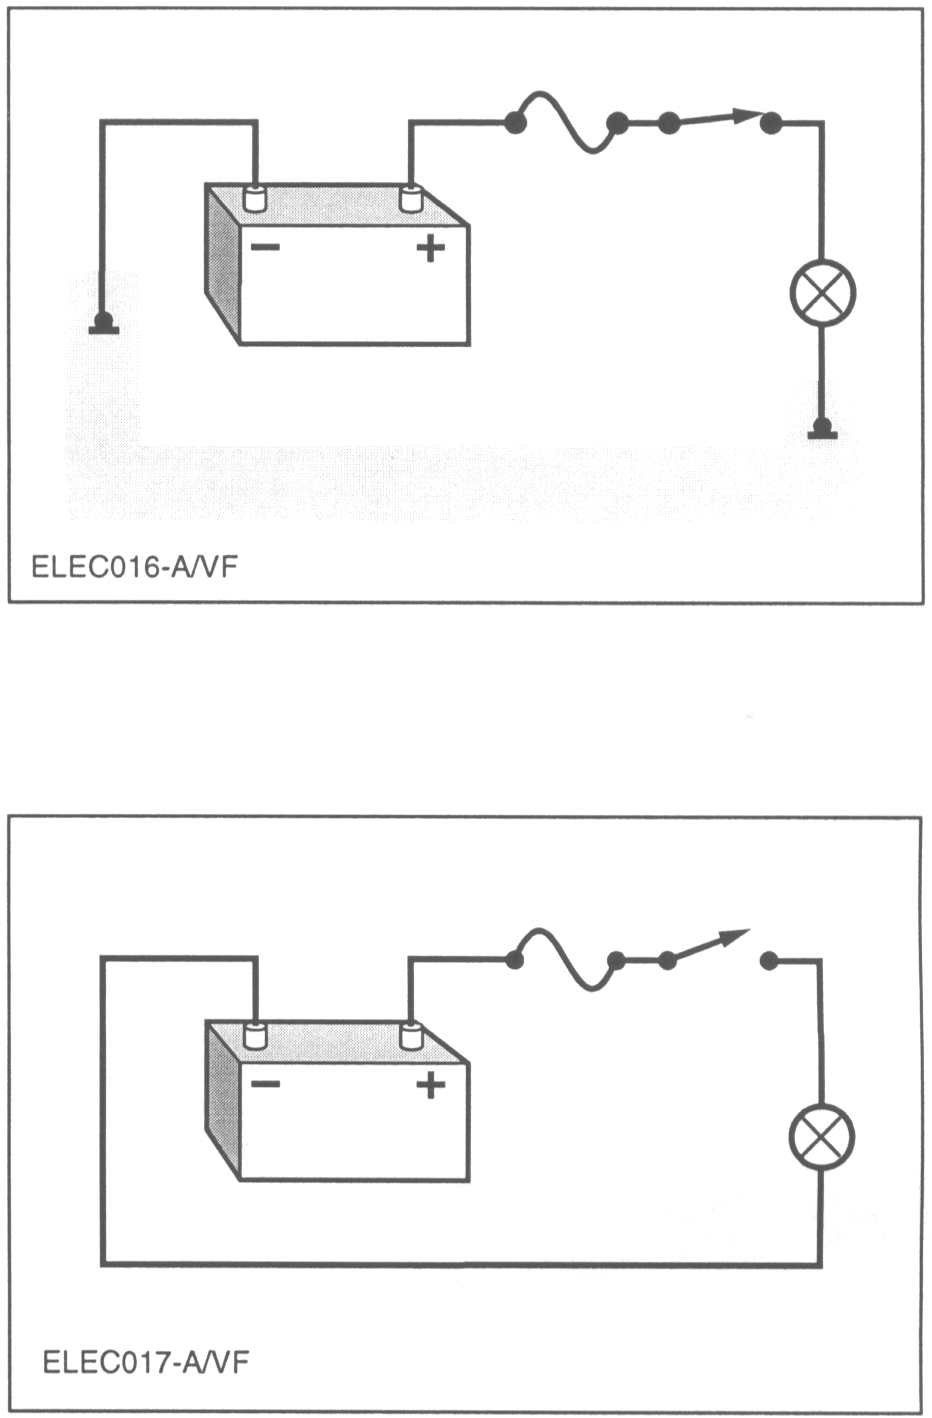 − +
ELEC016-A/VF
− +
ELEC017-A/VF